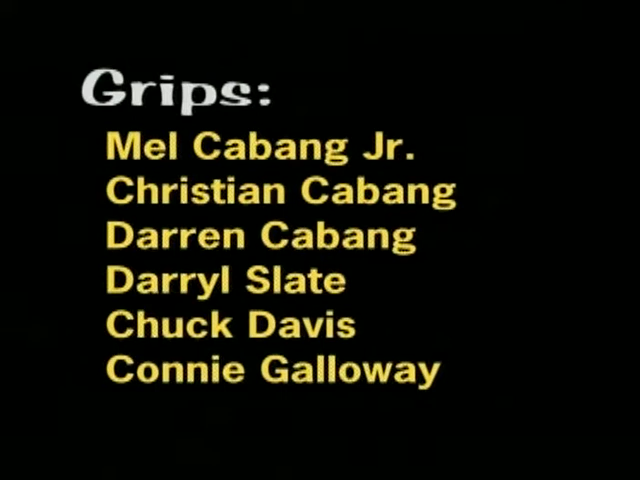 Grips:
Mel Cabang Jr.
Christian Cabang
Darren Cabang
Darryl Slate
Chuck Davis
Connie Galloway